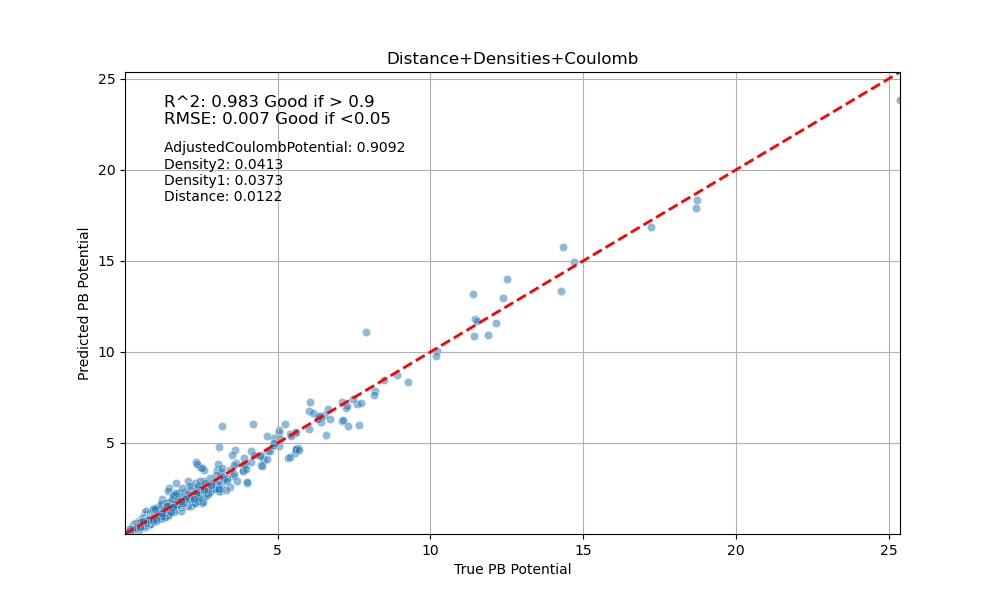 Distance+Densities+Coulomb
25
20
15
10
5
Predicted PB Potential
R^2: 0.983 Good if > 0.9
RMSE: 0.007 Good if <0.05
AdjustedCoulombPotential: 0.9092
Density2: 0.0413
Density1: 0.0373
Distance: 0.0122
5 10 15 20 25
True PB Potential